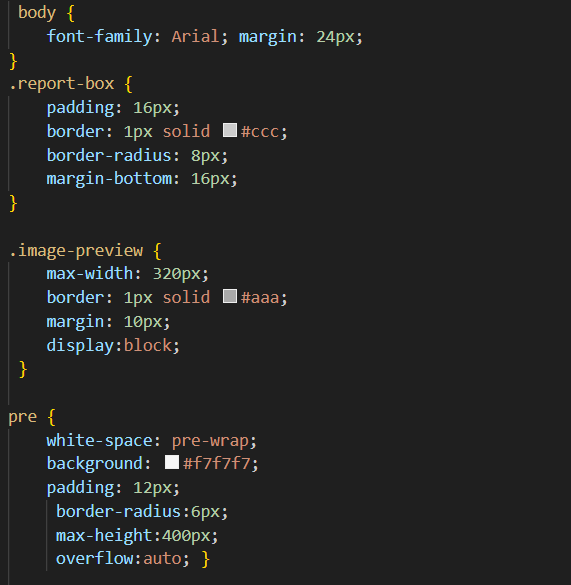 body {
font-family: Arial; margin: 24px;
}
.report-box {
padding: 16px;
border: 1px solid #ccc;
border-radius: 8px;
margin-bottom: 16px;
}
.image-preview {
max-width: 320px;
border: 1px solid #aaa;
margin: 10px;
display:block;
}
pre {
white-space: pre-wrap;
background: #f7f7f7;
padding: 12px;
border-radius:6px;
max-height:400px;
overflow:auto; }